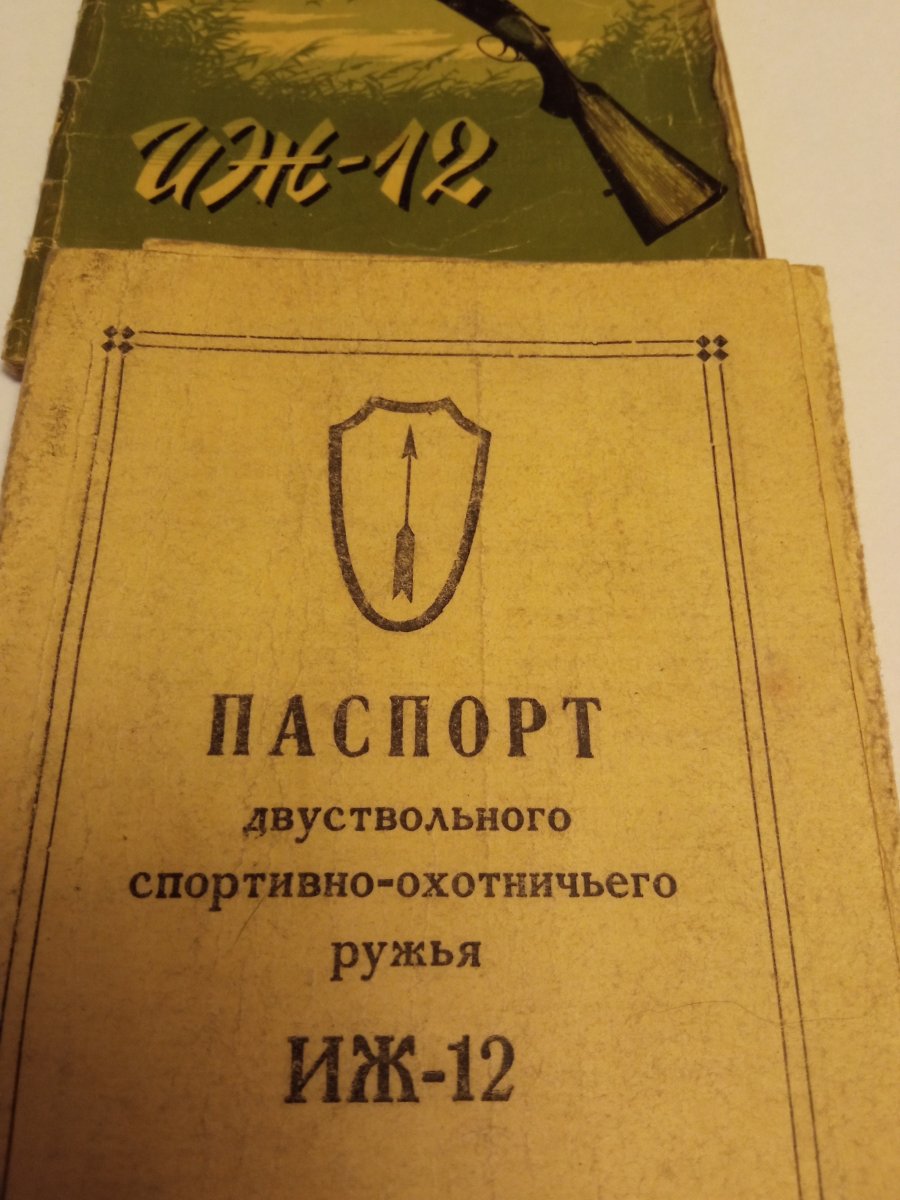 ИЖ-12
ПАСПОРТ
двуствольного
спортивно-охотничьего
ружья
ИЖ-12